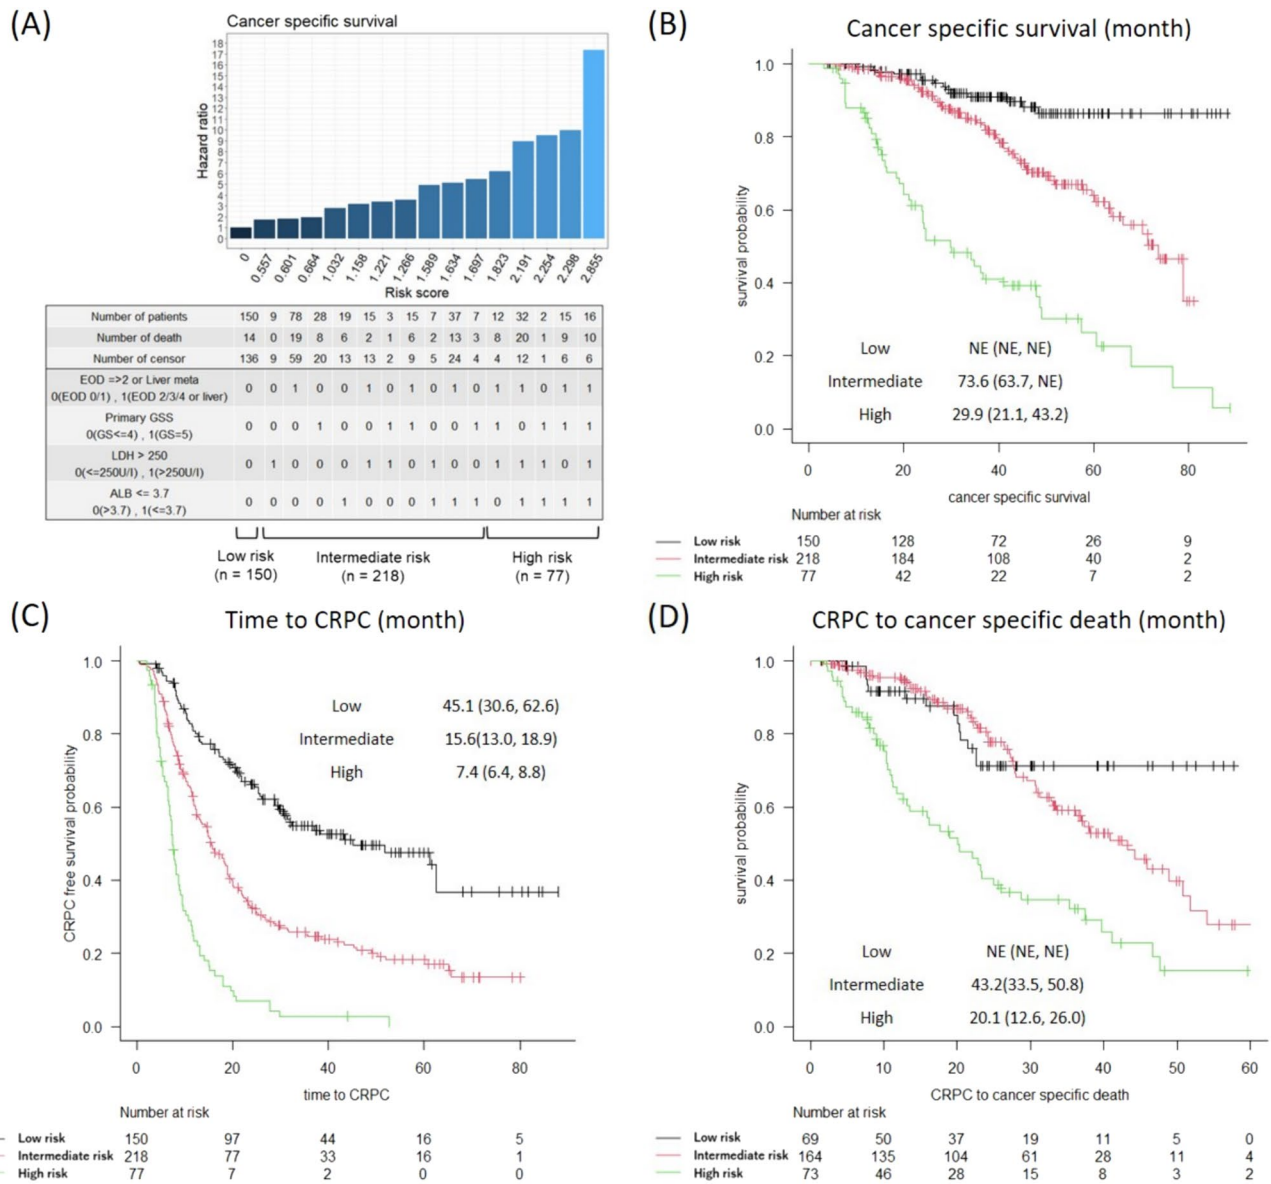 (A)
Cancer specific survival
18
17
16
15
14
13
12
11
10
9
8
7
6
5
4
3
2
1
0
Hazard ratio
0 0.557 0.601 0.664 1.032 1.158 1.221 1.266 1.589 1.634 1.697 1.823 2.191 2.254 2.298 2.855
Risk score
Number of patients 150 9 78 28 19 15 3 15 7 37 7 12 32 2 15 16
Number of death 14 0 19 8 6 2 1 6 2 13 3 8 20 1 9 10
Number of censor 136 9 59 20 13 13 2 9 5 24 4 4 12 1 6 6
EOD =>2 or Liver meta
0(EOD 0/1) , 1(EOD 2/3/4 or liver)
0 0 1 0 0 1 0 1 0 1 0 1 1 0 1 1
Primary GSS
0(GS<=4) , 1(GS=5)
0 0 0 1 0 0 1 1 0 0 1 1 0 1 1 1
LDH > 250
0(<=250U/l) , 1(>250U/l)
0 1 0 0 0 1 1 0 1 0 0 1 1 1 0 1
ALB <= 3.7
0(>3.7) , 1(<=3.7)
0 0 0 0 1 0 0 0 1 1 1 0 1 1 1 1
Low risk
(n = 150)
Intermediate risk
(n = 218)
High risk
(n = 77)
(B)
Cancer specific survival (month)
1.0
0.8
0.6
0.4
0.2
0.0
survival probability
Low NE (NE, NE)
Intermediate 73.6 (63.7, NE)
High 29.9 (21.1, 43.2)
0 20 40 60 80
cancer specific survival
Number at risk
Low risk 150 128 72 26 9
Intermediate risk 218 184 108 40 2
High risk 77 42 22 7 2
(C)
Time to CRPC (month)
1.0
0.8
0.6
0.4
0.2
0.0
CRPC free survival probability
Low 45.1 (30.6, 62.6)
Intermediate 15.6(13.0, 18.9)
High 7.4 (6.4, 8.8)
0 20 40 60 80
time to CRPC
Number at risk
Low risk 150 97 44 16 5
Intermediate risk 218 77 33 16 1
High risk 77 7 2 0 0
(D)
CRPC to cancer specific death (month)
1.0
0.8
0.6
0.4
0.2
0.0
survival probability
Low NE (NE, NE)
Intermediate 43.2(33.5, 50.8)
High 20.1 (12.6, 26.0)
0 10 20 30 40 50 60
CRPC to cancer specific death
Number at risk
Low risk 69 50 37 19 11 5 0
Intermediate risk 164 135 104 61 28 11 4
High risk 73 46 28 15 8 3 2